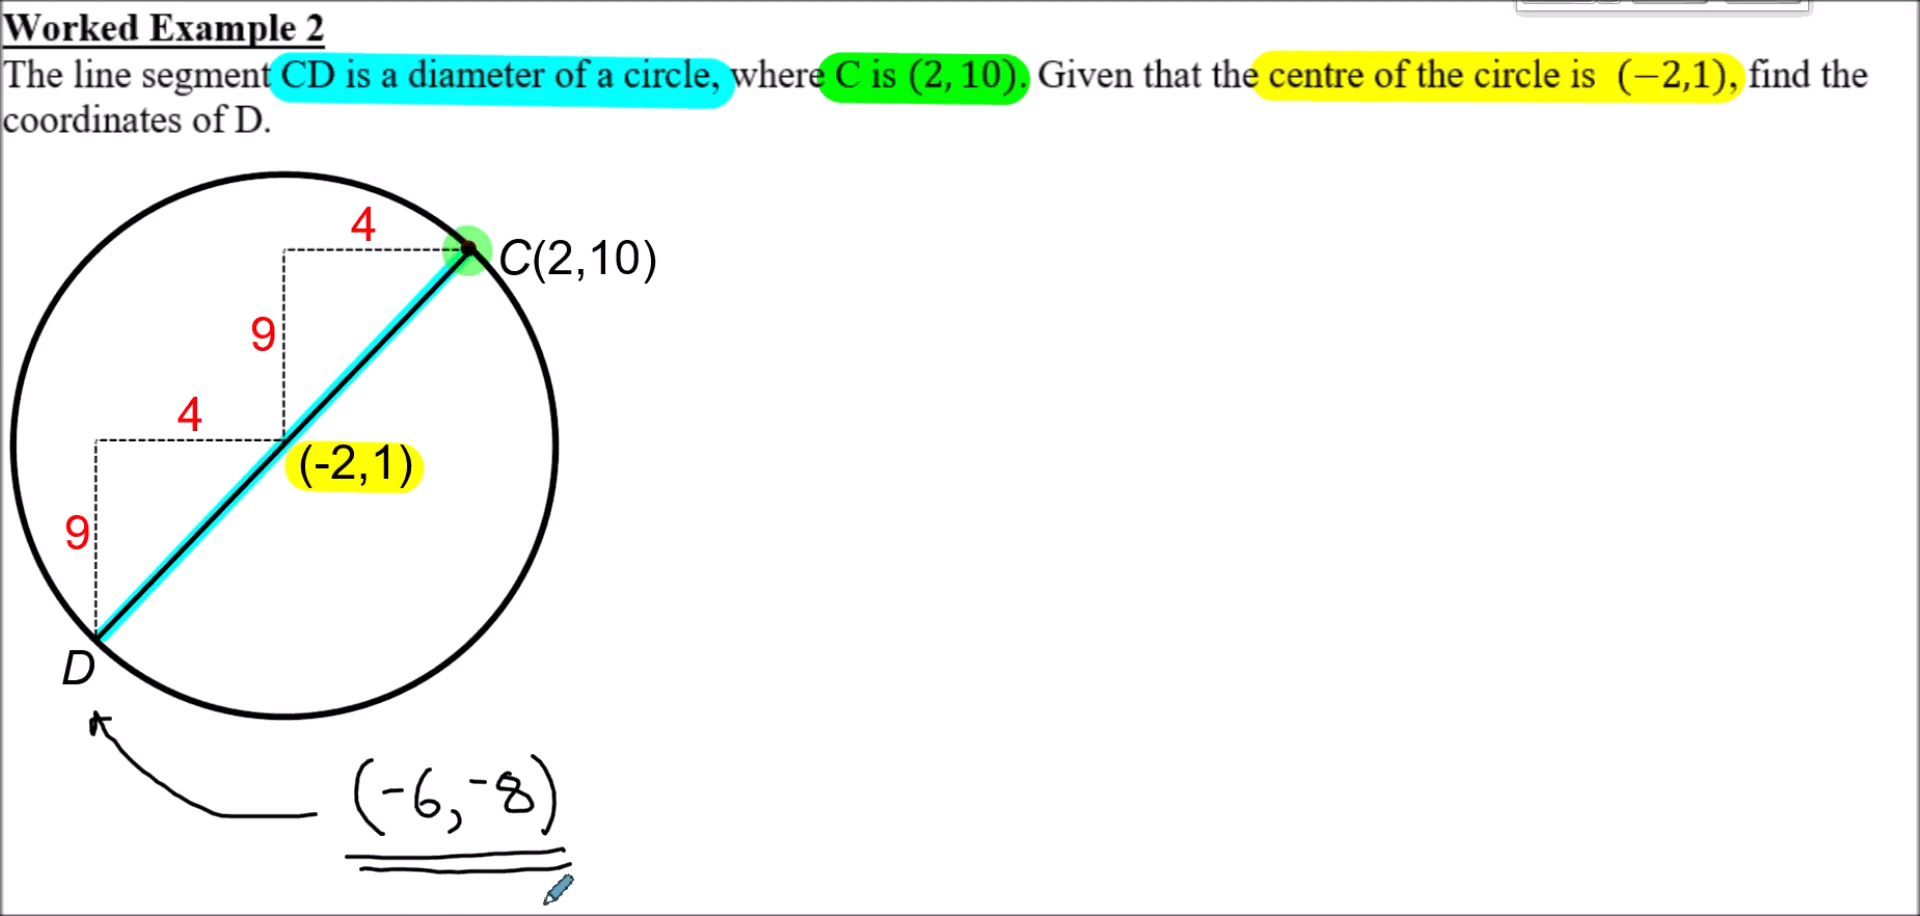 Worked Example 2
The line segment CD is a diameter of a circle, where C is (2, 10). Given that the centre of the circle is (−2,1), find the
coordinates of D.
4
C(2,10)
9
4
(-2,1)
9
D
(-6,-8)